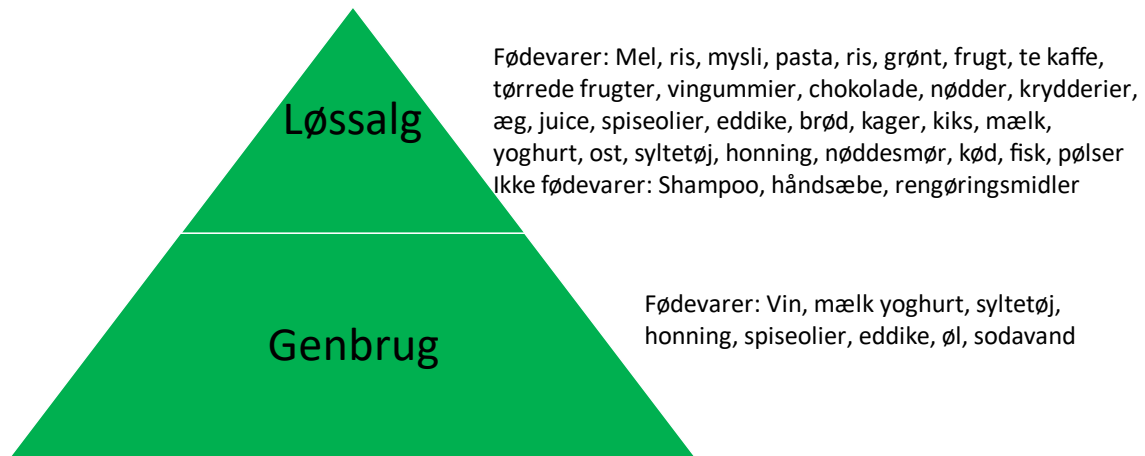 Løssalg
Fødevarer: Mel, ris, mysli, pasta, ris, grønt, frugt, te kaffe,
tørrede frugter, vingummier, chokolade, nødder, krydderier,
æg, juice, spiseolier, eddike, brød, kager, kiks, mælk,
yoghurt, ost, syltetøj, honning, nøddesmør, kød, fisk, pølser
Ikke fødevarer: Shampoo, håndsæbe, rengøringsmidler
Genbrug
Fødevarer: Vin, mælk yoghurt, syltetøj,
honning, spiseolier, eddike, øl, sodavand